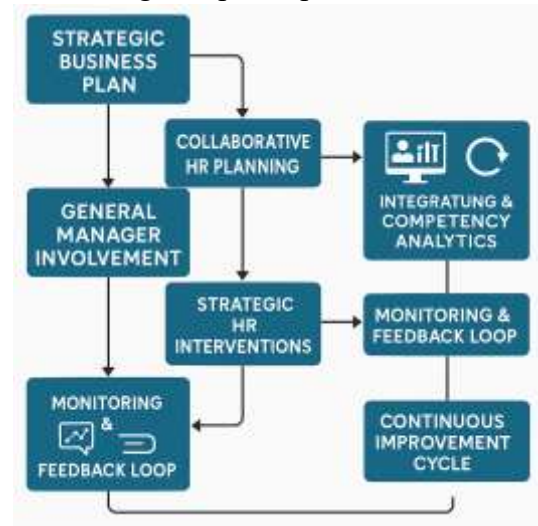 STRATEGIC
BUSINESS
PLAN
COLLABORATIVE
HR PLANNING
INTEGRATUNG &
COMPETENCY
ANALYTICS
GENERAL
MANAGER
INVOLVEMENT
STRATEGIC
HR
INTERVENTIONS
MONITORING &
FEEDBACK LOOP
MONITORING
&
FEEDBACK LOOP
CONTINUOUS
IMPROVEMENT
CYCLE